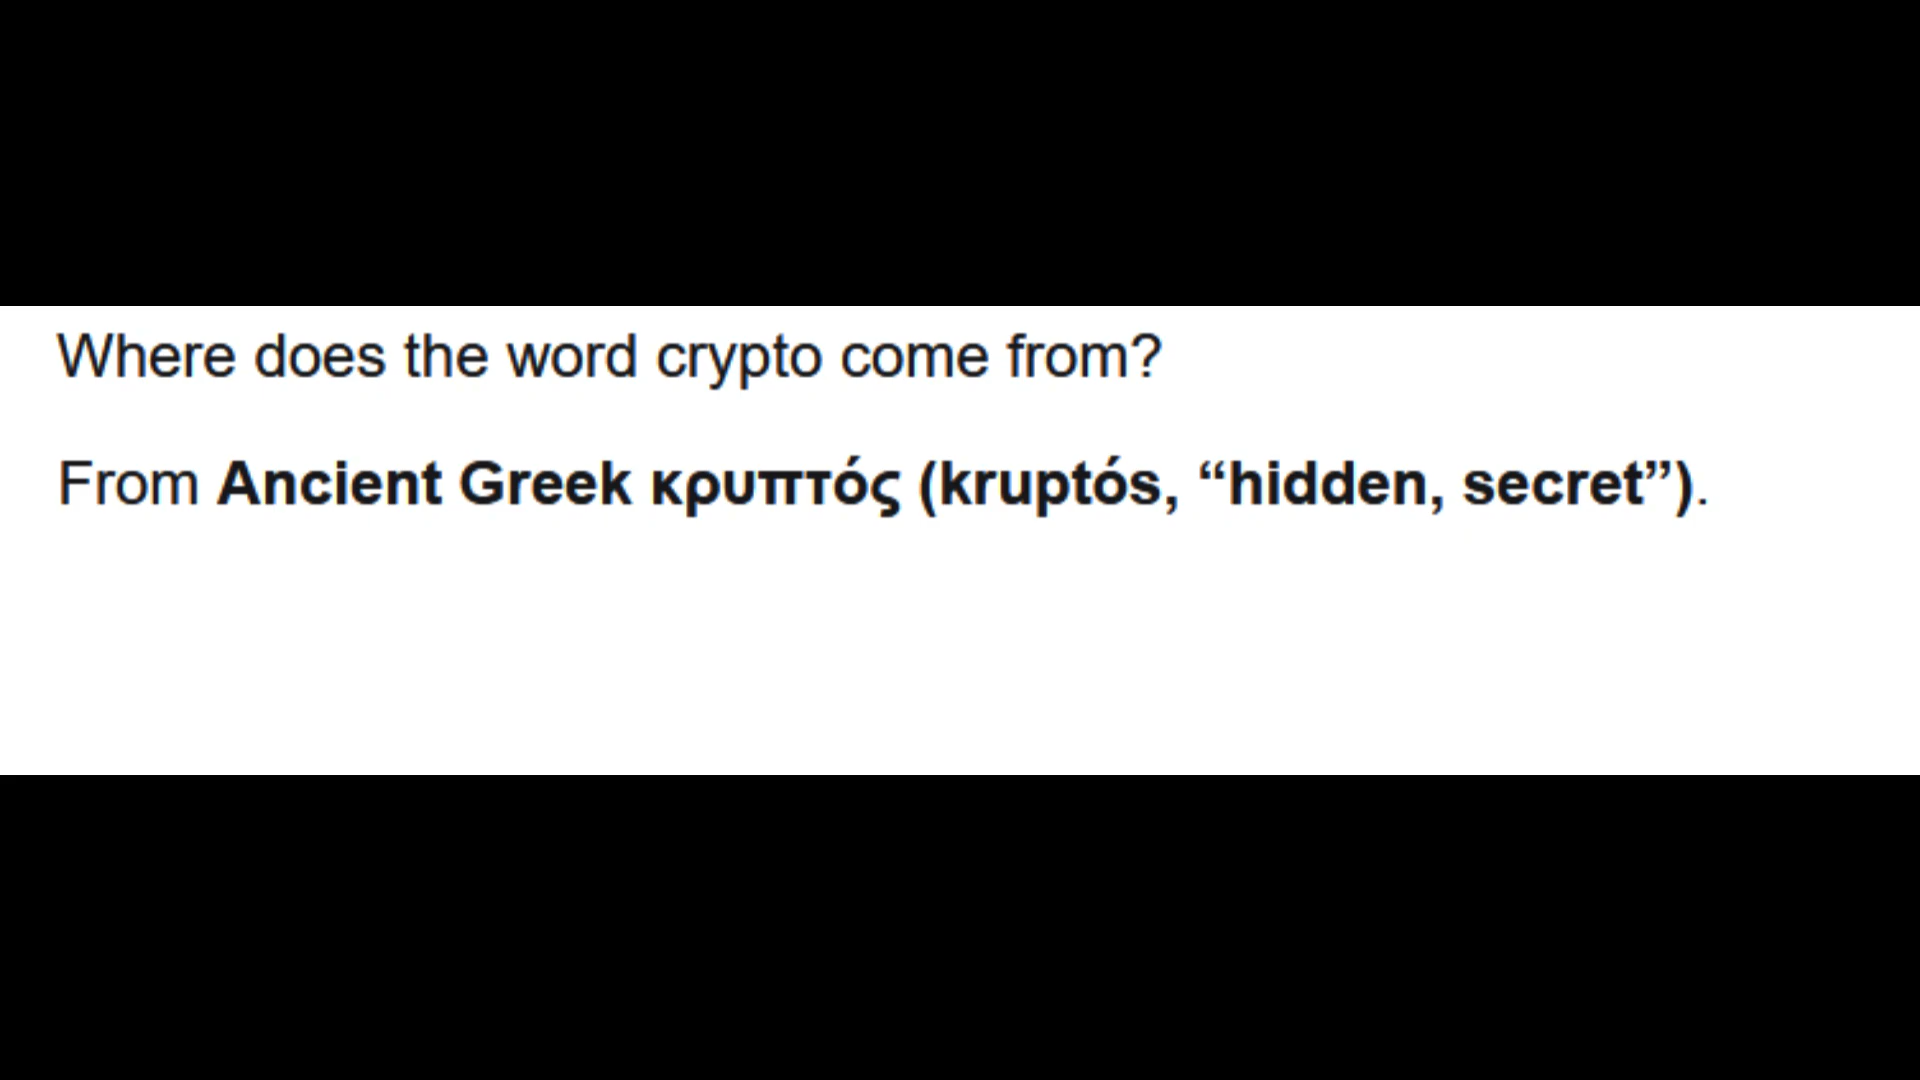 Where does the word crypto come from?
From Ancient Greek κρυπτός (kruptós, “hidden, secret”).